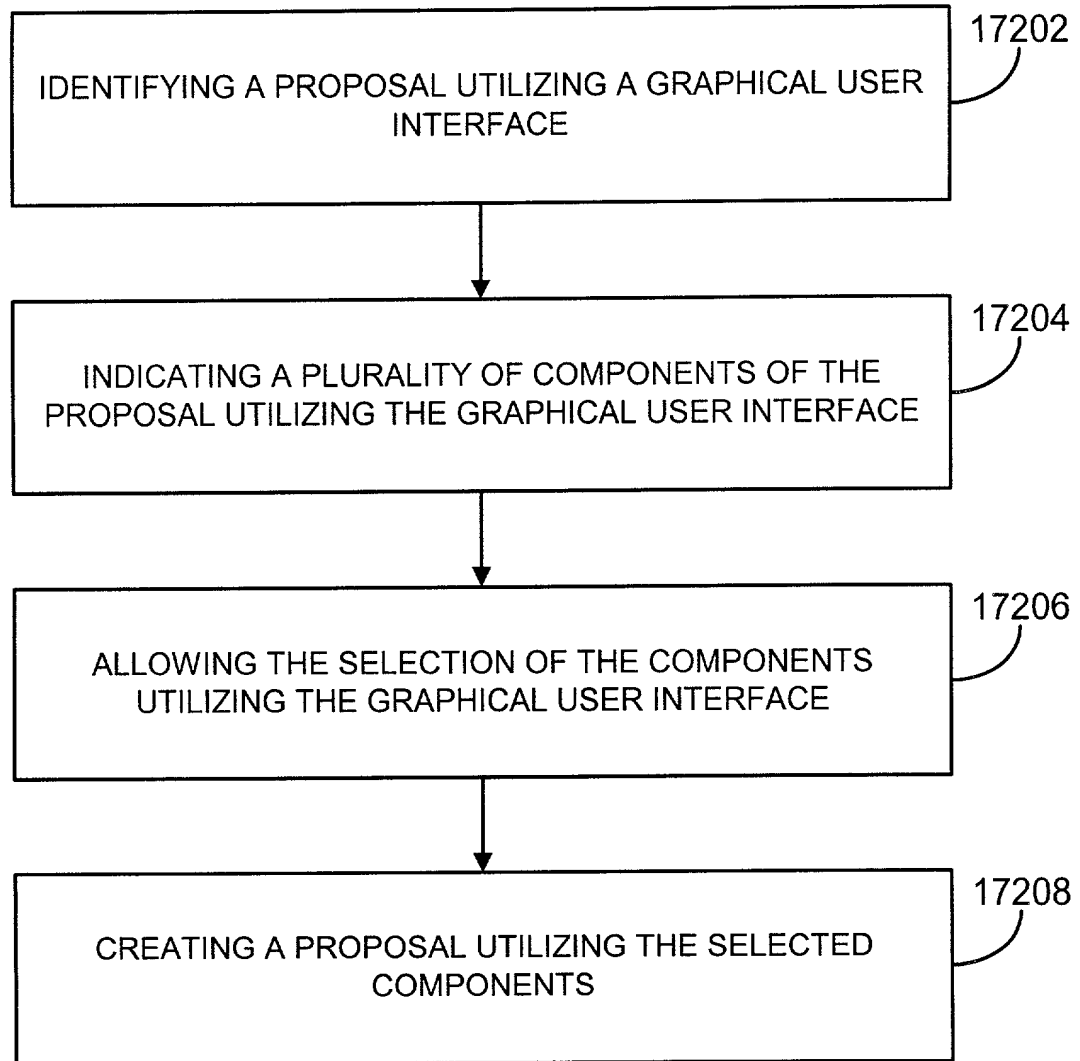 17202
IDENTIFYING A PROPOSAL UTILIZING A GRAPHICAL USER
INTERFACE
17204
INDICATING A PLURALITY OF COMPONENTS OF THE
PROPOSAL UTILIZING THE GRAPHICAL USER INTERFACE
17206
ALLOWING THE SELECTION OF THE COMPONENTS
UTILIZING THE GRAPHICAL USER INTERFACE
17208
CREATING A PROPOSAL UTILIZING THE SELECTED
COMPONENTS